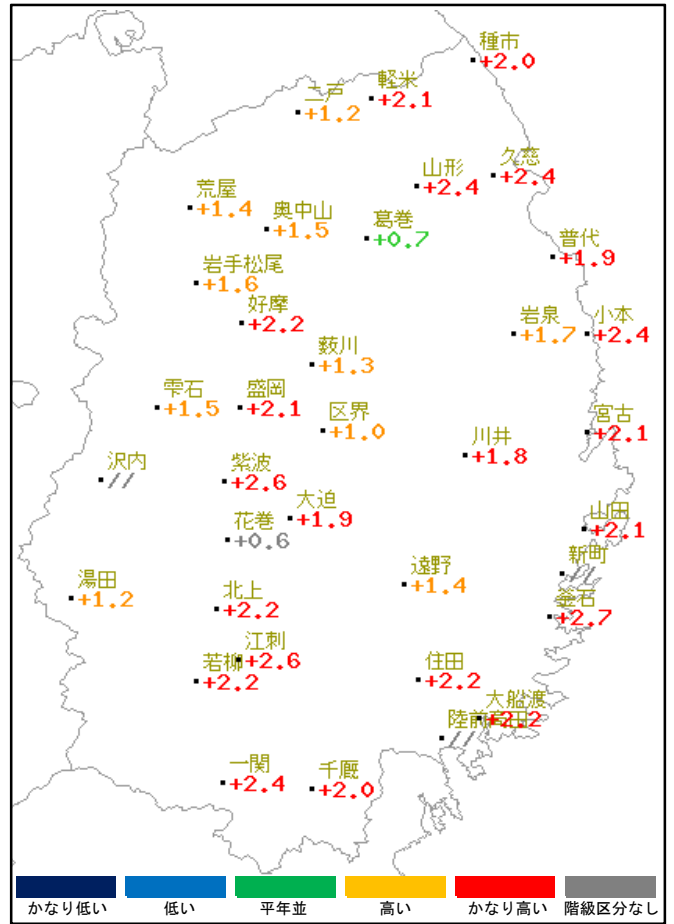 種市
+2.0
軽米
+2.1
二戸
+1.2
久慈
+2.4
山形
+2.4
荒屋
+1.4
奥中山
+1.5
葛巻
+0.7
普代
+1.9
岩手松尾
+1.6
好摩
+2.2
岩泉
+1.7
小本
+2.4
薮川
+1.3
雫石
+1.5
盛岡
+2.1
区界
+1.0
宮古
+2.1
川井
+1.8
沢内
//
紫波
+2.6
大迫
+1.9
花巻
+0.6
山田
+2.1
新町
//
遠野
+1.4
湯田
+1.2
北上
+2.2
釜石
+2.7
江刺
+2.6
若柳
+2.2
住田
+2.2
大船渡
+2.2
陸前高田
//
一関
+2.4
千厩
+2.0
かなり低い 低い 平年並 高い かなり高い 階級区分なし